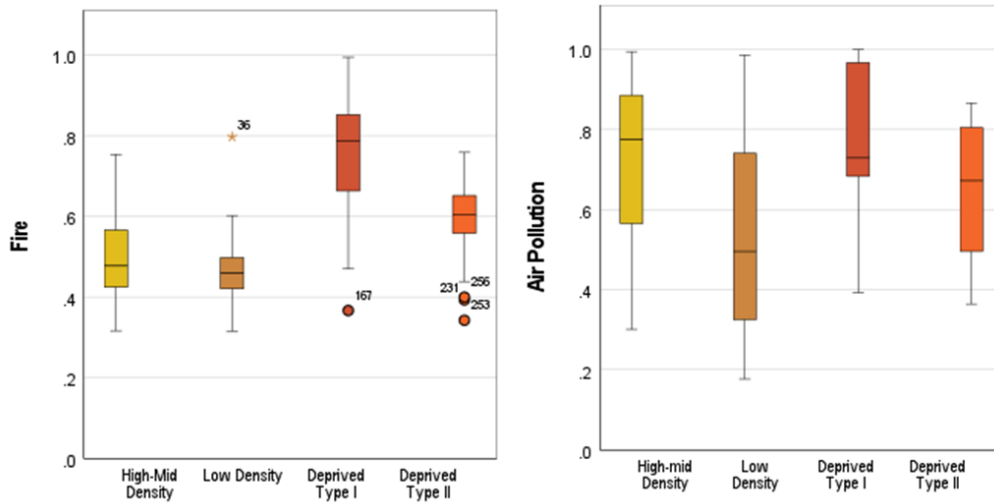 Fire
1.0
.8
.6
.4
.2
.0
36
167
231
256
253
High-Mid
Density
Low Density
Deprived
Type I
Deprived
Type II
Air Pollution
1.0
.8
.6
.4
.2
.0
High-mid
Density
Low
Density
Deprived
Type I
Deprived
Type II